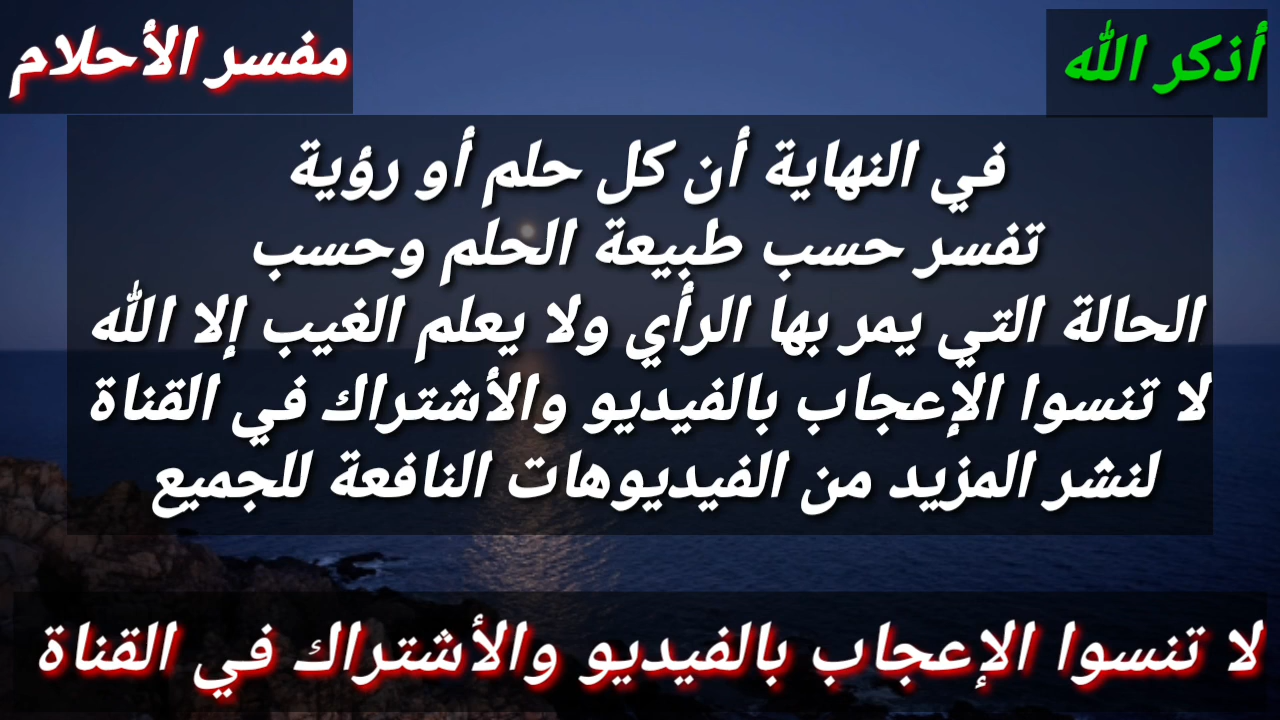 أذكر الله
مفسر الأحلام
في النهاية أن كل حلم أو رؤية
تفسر حسب طبيعة الحلم وحسب
الحالة التي يمر بها الرأي ولا يعلم الغيب إلا الله
لا تنسوا الإعجاب بالفيديو والأشتراك في القناة
لنشر المزيد من الفيديوهات النافعة للجميع
لا تنسوا الإعجاب بالفيديو والأشتراك في القناة